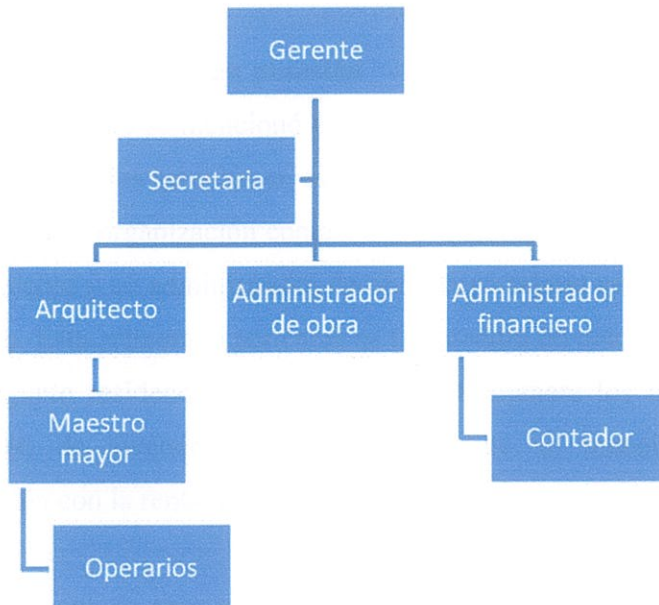 Gerente
Secretaria
Arquitecto
Administrador
de obra
Administrador
financiero
Maestro
mayor
Contador
Operarios